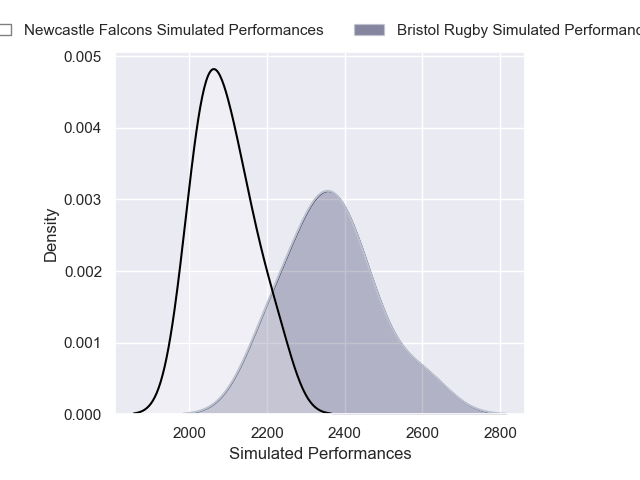 Newcastle Falcons Simulated Performances
Bristol Rugby Simulated
0.005
0.004
0.003
0.002
0.001
0.000
Density
2000 2200 2400 2600 2800
Simulated Performances